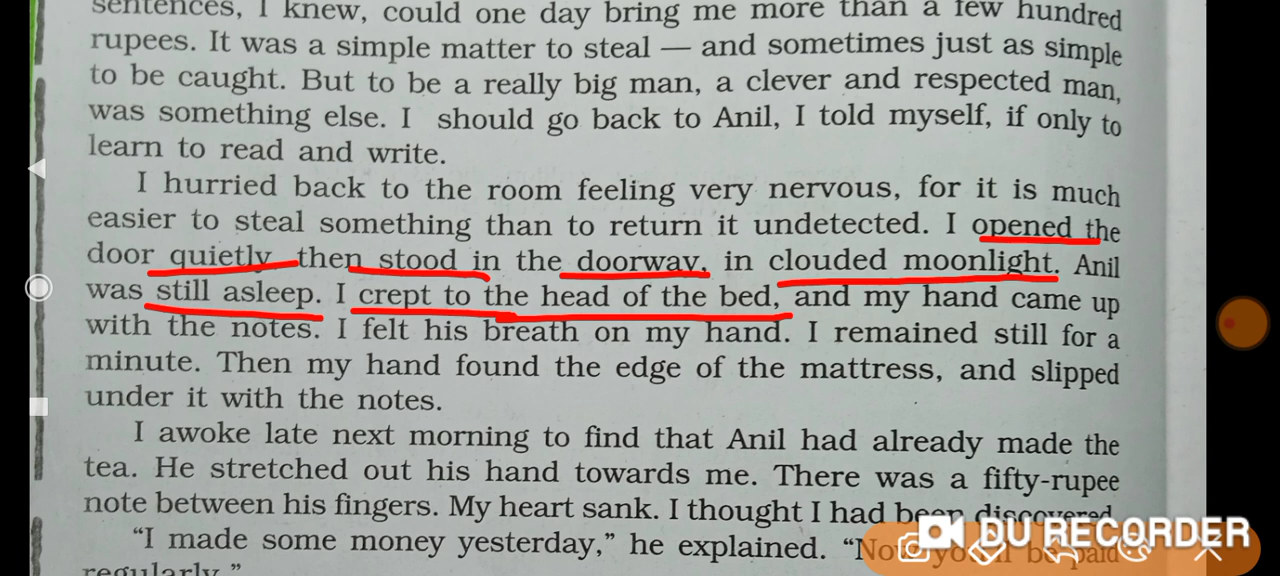 sentences, I knew, could one day bring me more than a few hundred
rupees. It was a simple matter to steal — and sometimes just as simple
to be caught. But to be a really big man, a clever and respected man,
was something else. I should go back to Anil, I told myself, if only to
learn to read and write.
I hurried back to the room feeling very nervous, for it is much
easier to steal something than to return it undetected. I opened the
door quietly then stood in the doorway, in clouded moonlight. Anil
was still asleep. I crept to the head of the bed, and my hand came up
with the notes. I felt his breath on my hand. I remained still for a
minute. Then my hand found the edge of the mattress, and slipped
under it with the notes.
I awoke late next morning to find that Anil had already made the
tea. He stretched out his hand towards me. There was a fifty-rupee
note between his fingers. My heart sank. I thought I had been discovered.
DU RECORDER
“I made some money yesterday,” he explained. “Now you'll be paid
regularly.”